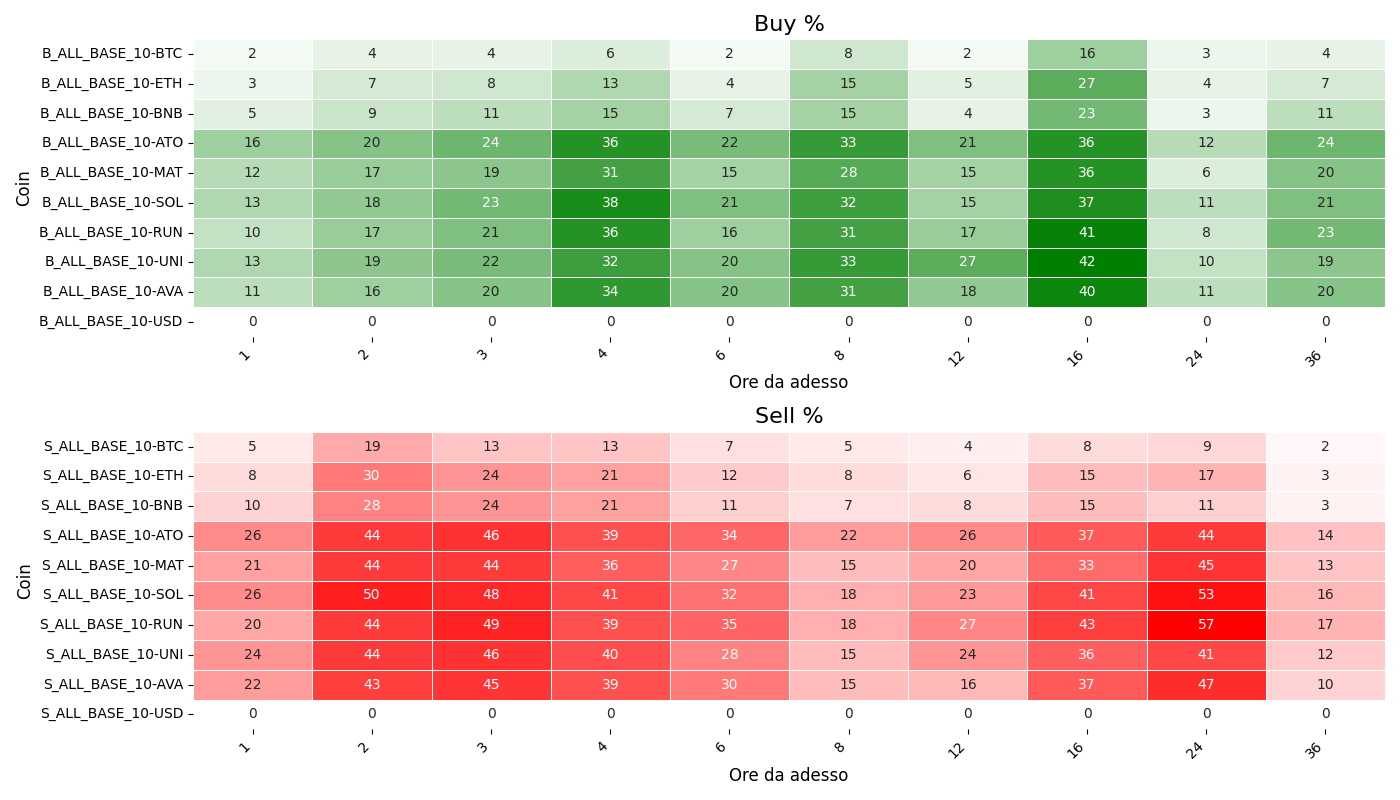 Buy %
Coin
B_ALL_BASE_10-BTC 2 4 4 6 2 8 2 16 3 4
B_ALL_BASE_10-ETH 3 7 8 13 4 15 5 27 4 7
B_ALL_BASE_10-BNB 5 9 11 15 7 15 4 23 3 11
B_ALL_BASE_10-ATO 16 20 24 36 22 33 21 36 12 24
B_ALL_BASE_10-MAT 12 17 19 31 15 28 15 36 6 20
B_ALL_BASE_10-SOL 13 18 23 38 21 32 15 37 11 21
B_ALL_BASE_10-RUN 10 17 21 36 16 31 17 41 8 23
B_ALL_BASE_10-UNI 13 19 22 32 20 33 27 42 10 19
B_ALL_BASE_10-AVA 11 16 20 34 20 31 18 40 11 20
B_ALL_BASE_10-USD 0 0 0 0 0 0 0 0 0 0
1 2 3 4 6 8 12 16 24 36
Ore da adesso
Sell %
Coin
S_ALL_BASE_10-BTC 5 19 13 13 7 5 4 8 9 2
S_ALL_BASE_10-ETH 8 30 24 21 12 8 6 15 17 3
S_ALL_BASE_10-BNB 10 28 24 21 11 7 8 15 11 3
S_ALL_BASE_10-ATO 26 44 46 39 34 22 26 37 44 14
S_ALL_BASE_10-MAT 21 44 44 36 27 15 20 33 45 13
S_ALL_BASE_10-SOL 26 50 48 41 32 18 23 41 53 16
S_ALL_BASE_10-RUN 20 44 49 39 35 18 27 43 57 17
S_ALL_BASE_10-UNI 24 44 46 40 28 15 24 36 41 12
S_ALL_BASE_10-AVA 22 43 45 39 30 15 16 37 47 10
S_ALL_BASE_10-USD 0 0 0 0 0 0 0 0 0 0
1 2 3 4 6 8 12 16 24 36
Ore da adesso